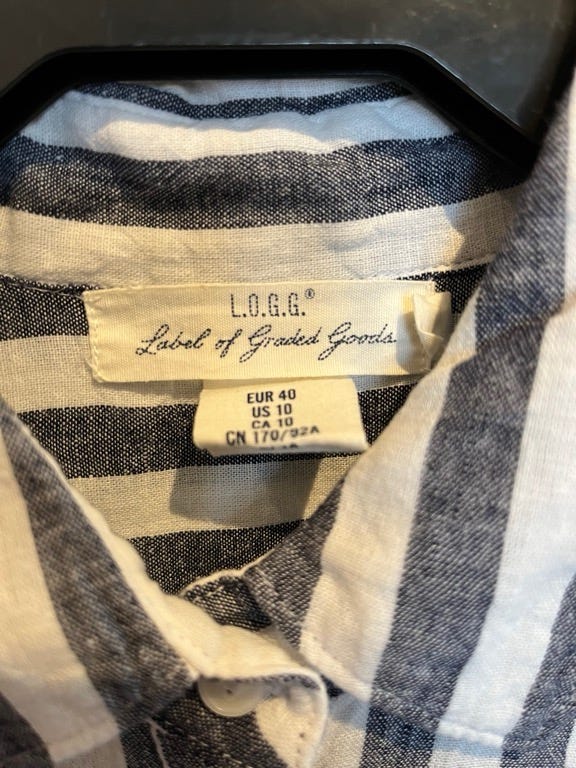 L.O.G.G.®
Label of Graded Goods
EUR 40
US 10
CA 10
CN 170/92A